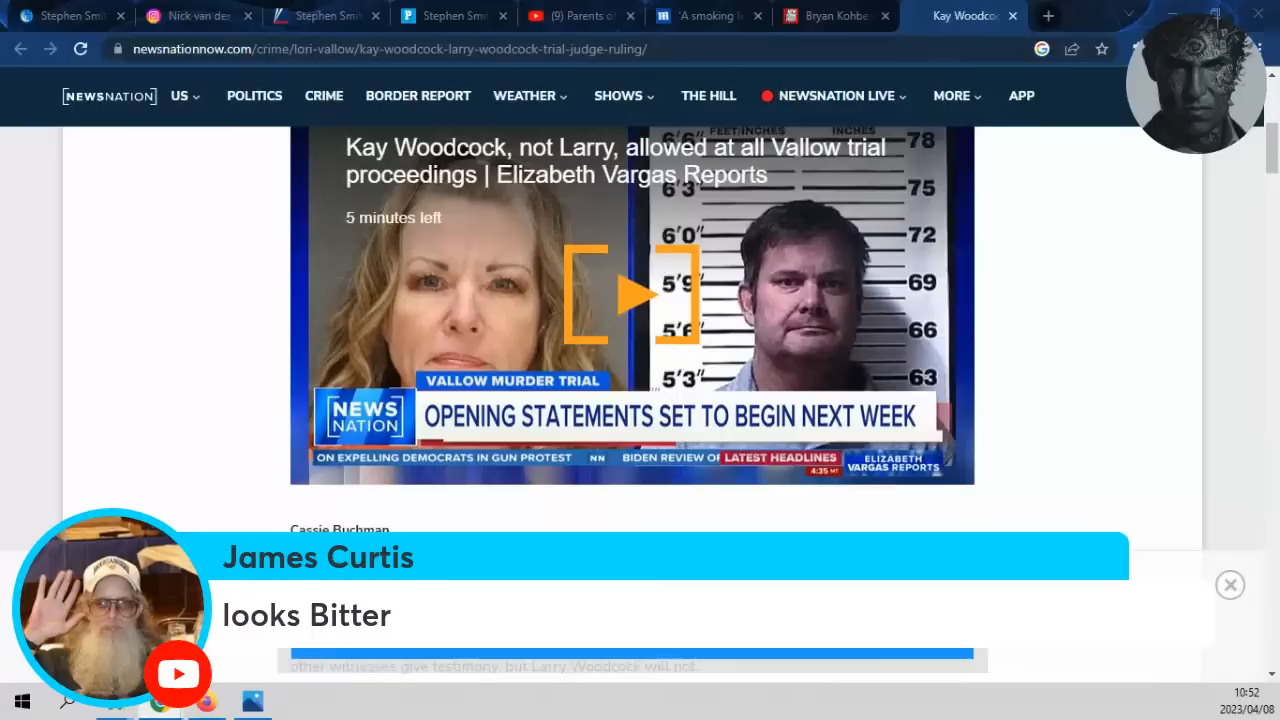 Stephen Smi
Nick van der
Stephen Smi
Stephen Smi
(9) Parents of
'A smoking
Bryan Kohbe
Kay Woodco
newsnationnow.com/crime/lori-vallow/kay-woodcock-larry-woodcock-trial-judge-ruling/
[NEWSNATION]
US
POLITICS
CRIME
BORDER REPORT
WEATHER
SHOWS
THE HILL
NEWSNATION LIVE
MORE
APP
Kay Woodcock, not Larry, allowed at all Vallow trial
proceedings | Elizabeth Vargas Reports
5 minutes left
FEET/INCHES
INCHES
6'6"
78
6'3"
75
6'0"
72
5'9"
69
5'6"
66
5'3"
63
VALLOW MURDER TRIAL
NEWS
NATION
OPENING STATEMENTS SET TO BEGIN NEXT WEEK
ON EXPELLING DEMOCRATS IN GUN PROTEST
NN
BIDEN REVIEW OF
LATEST HEADLINES
4:35 MT
ELIZABETH
VARGAS REPORTS
Cassie Buchman
James Curtis
looks Bitter
other witnesses give testimony, but Larry Woodcock will not.
10:52
2023/04/08